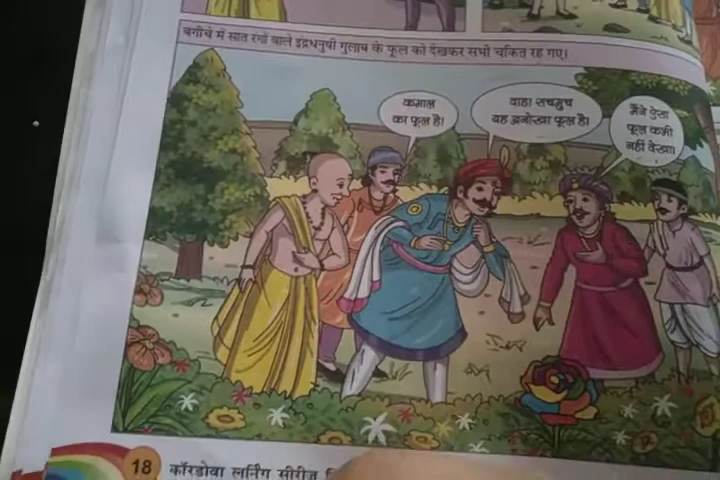 बगीचे में सात रंगों वाले इंद्रधनुषी गुलाब के फूल को देखकर सभी चकित रह गए।
कमाल
का फूल है।
वाह! सचमुच
यह अनोखा फूल है।
मैंने ऐसा
फूल कभी
नहीं देखा।
18 कॉरडोवा लर्निंग सीरीज़